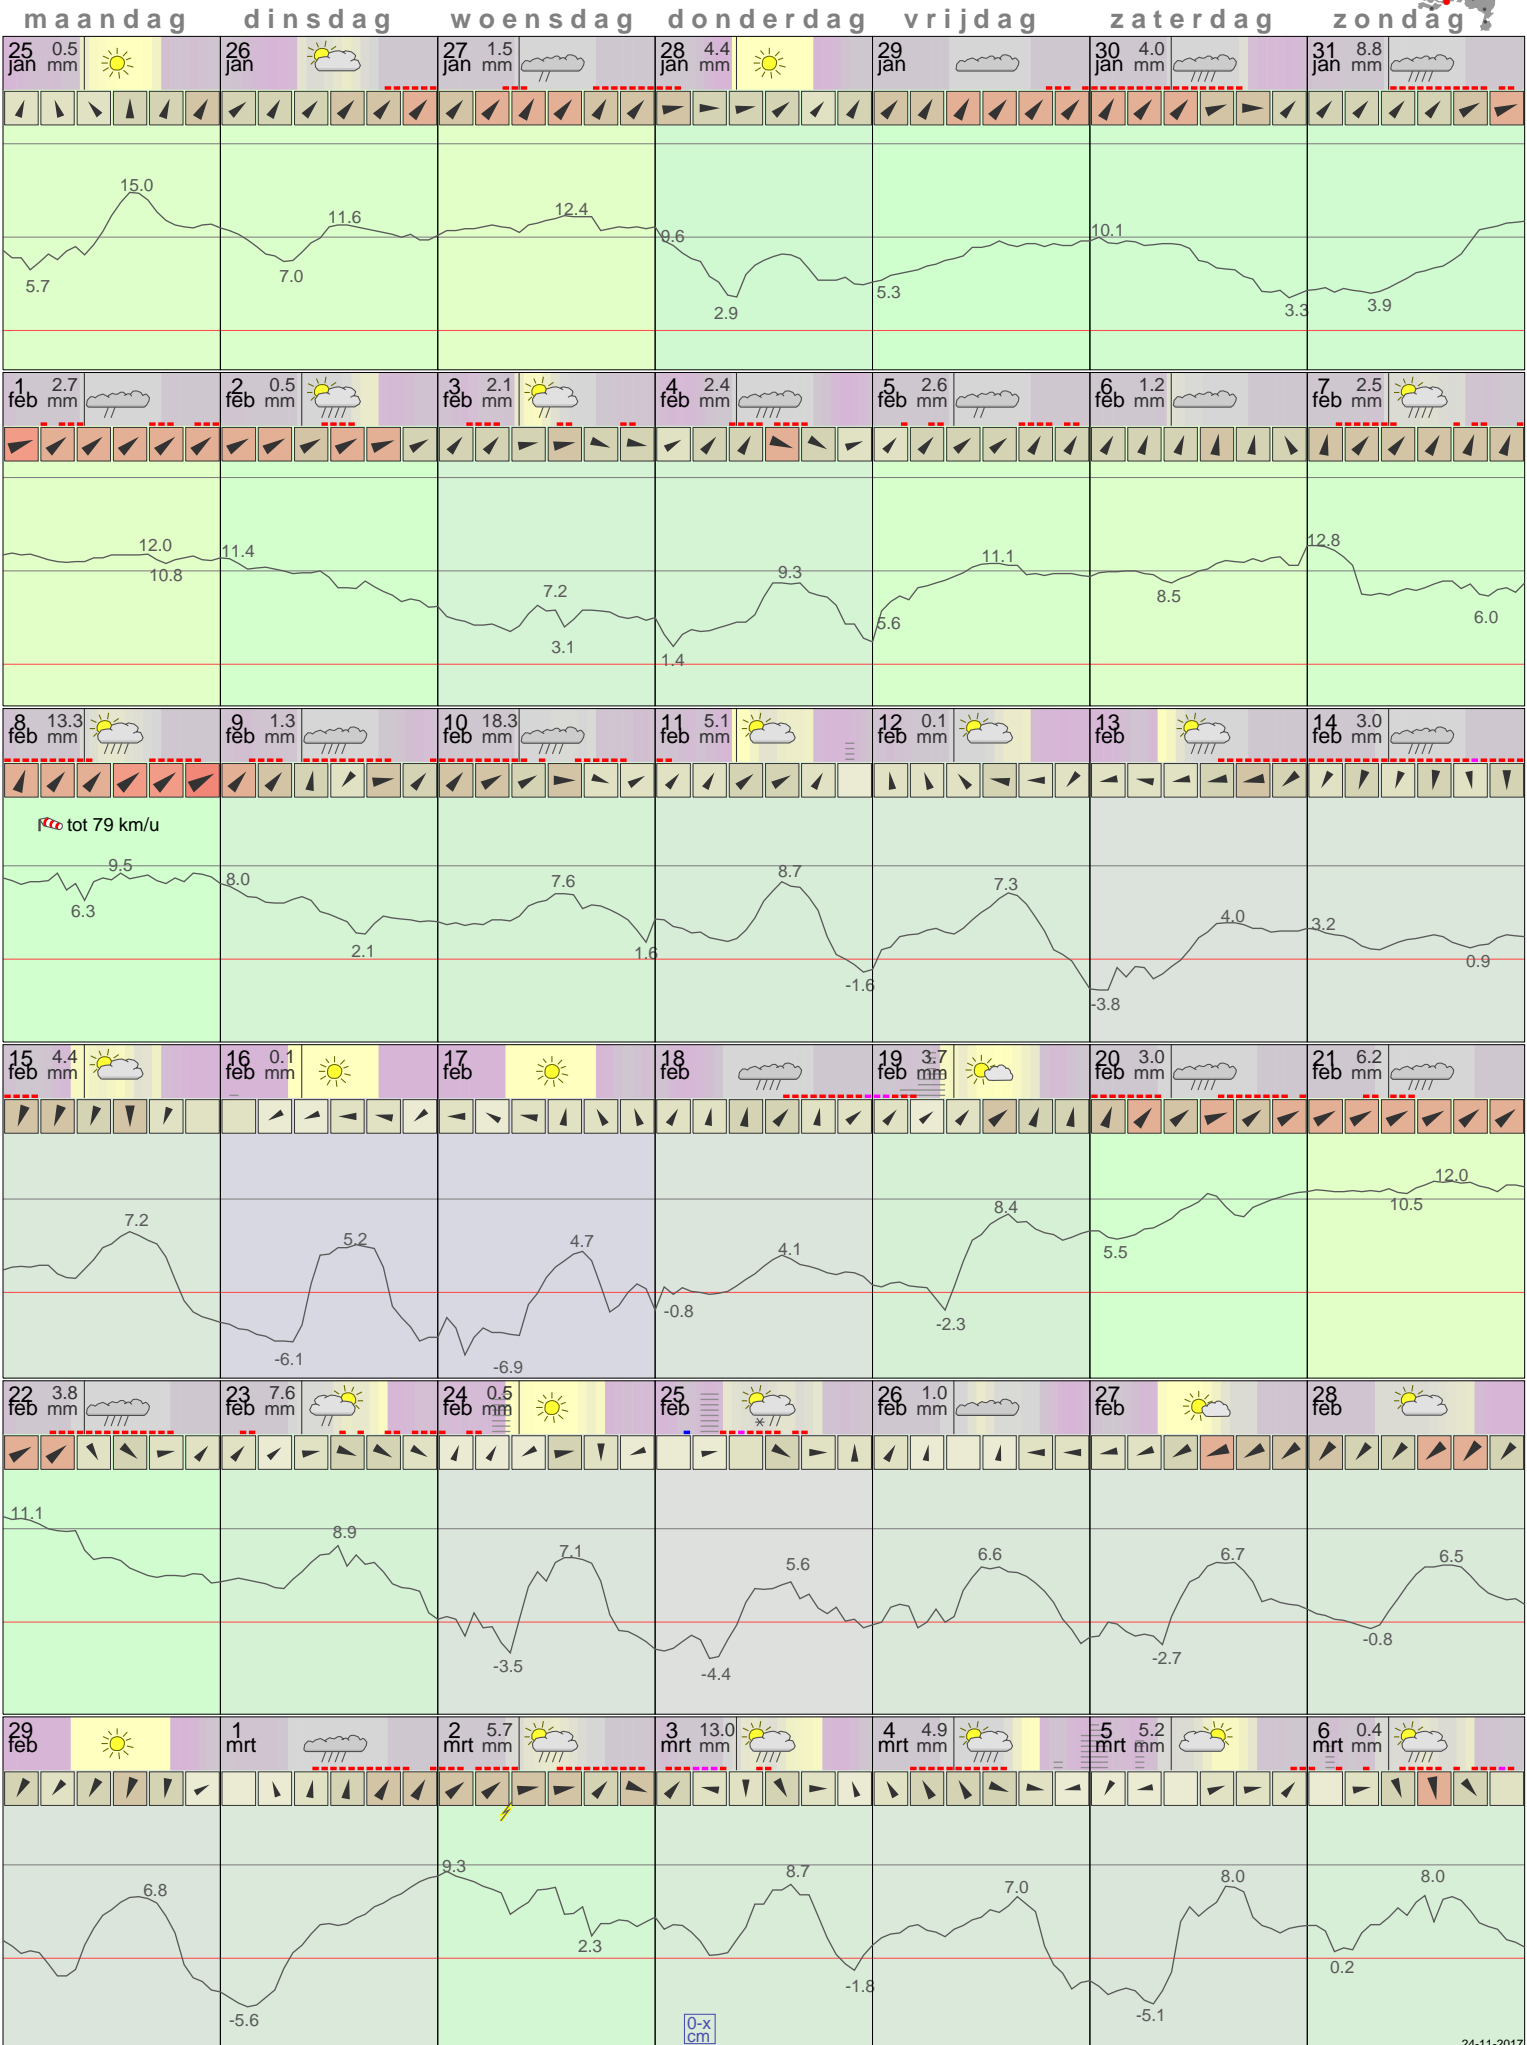 maandag dinsdag woensdag donderdag vrijdag zaterdag zondag
25 0.5 26 27 1.5 28 4.4 29 30 4.0 31 8.8
jan mm jan jan mm jan mm jan jan mm jan mm
15.0 11.6 12.4 9.6 10.1
5.7 7.0 2.9 5.3 3.3 3.9
1 2.7 2 0.5 3 2.1 4 2.4 5 2.6 6 1.2 7 2.5
feb mm feb mm feb mm feb mm feb mm feb mm feb mm
12.0 11.4 7.2 9.3 11.1 12.8
10.8 3.1 1.4 5.6 8.5 6.0
8 13.3 9 1.3 10 18.3 11 5.1 12 0.1 13 14 3.0
feb mm feb mm feb mm feb mm feb mm feb feb mm
tot 79 km/u
9.5 8.0 7.6 8.7 7.3 4.0 3.2
6.3 2.1 1.6 -1.6 -3.8 0.9
15 4.4 16 0.1 17 18 19 3.7 20 3.0 21 6.2
feb mm feb mm feb feb feb mm feb mm feb mm
7.2 5.2 4.7 4.1 8.4 12.0
-6.1 -6.9 -0.8 -2.3 5.5 10.5
22 3.8 23 7.6 24 0.5 25 26 1.0 27 28
feb mm feb mm feb mm feb feb mm feb feb
11.1 8.9 7.1 5.6 6.6 6.7 6.5
-3.5 -4.4 -2.7 -0.8
29 1 2 5.7 3 13.0 4 4.9 5 5.2 6 0.4
feb mrt mrt mm mrt mm mrt mm mrt mm mrt mm
6.8 9.3 8.7 7.0 8.0 8.0
-5.6 2.3 -1.8 -5.1 0.2
0-x
cm
24-11-2017